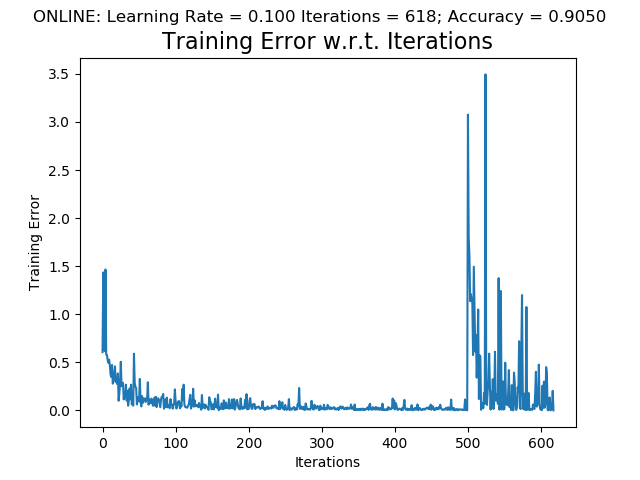 ONLINE: Learning Rate = 0.100 Iterations = 618; Accuracy = 0.9050
Training Error w.r.t. Iterations
3.5
3.0
2.5
2.0
1.5
1.0
0.5
0.0
Training Error
0 100 200 300 400 500 600
Iterations